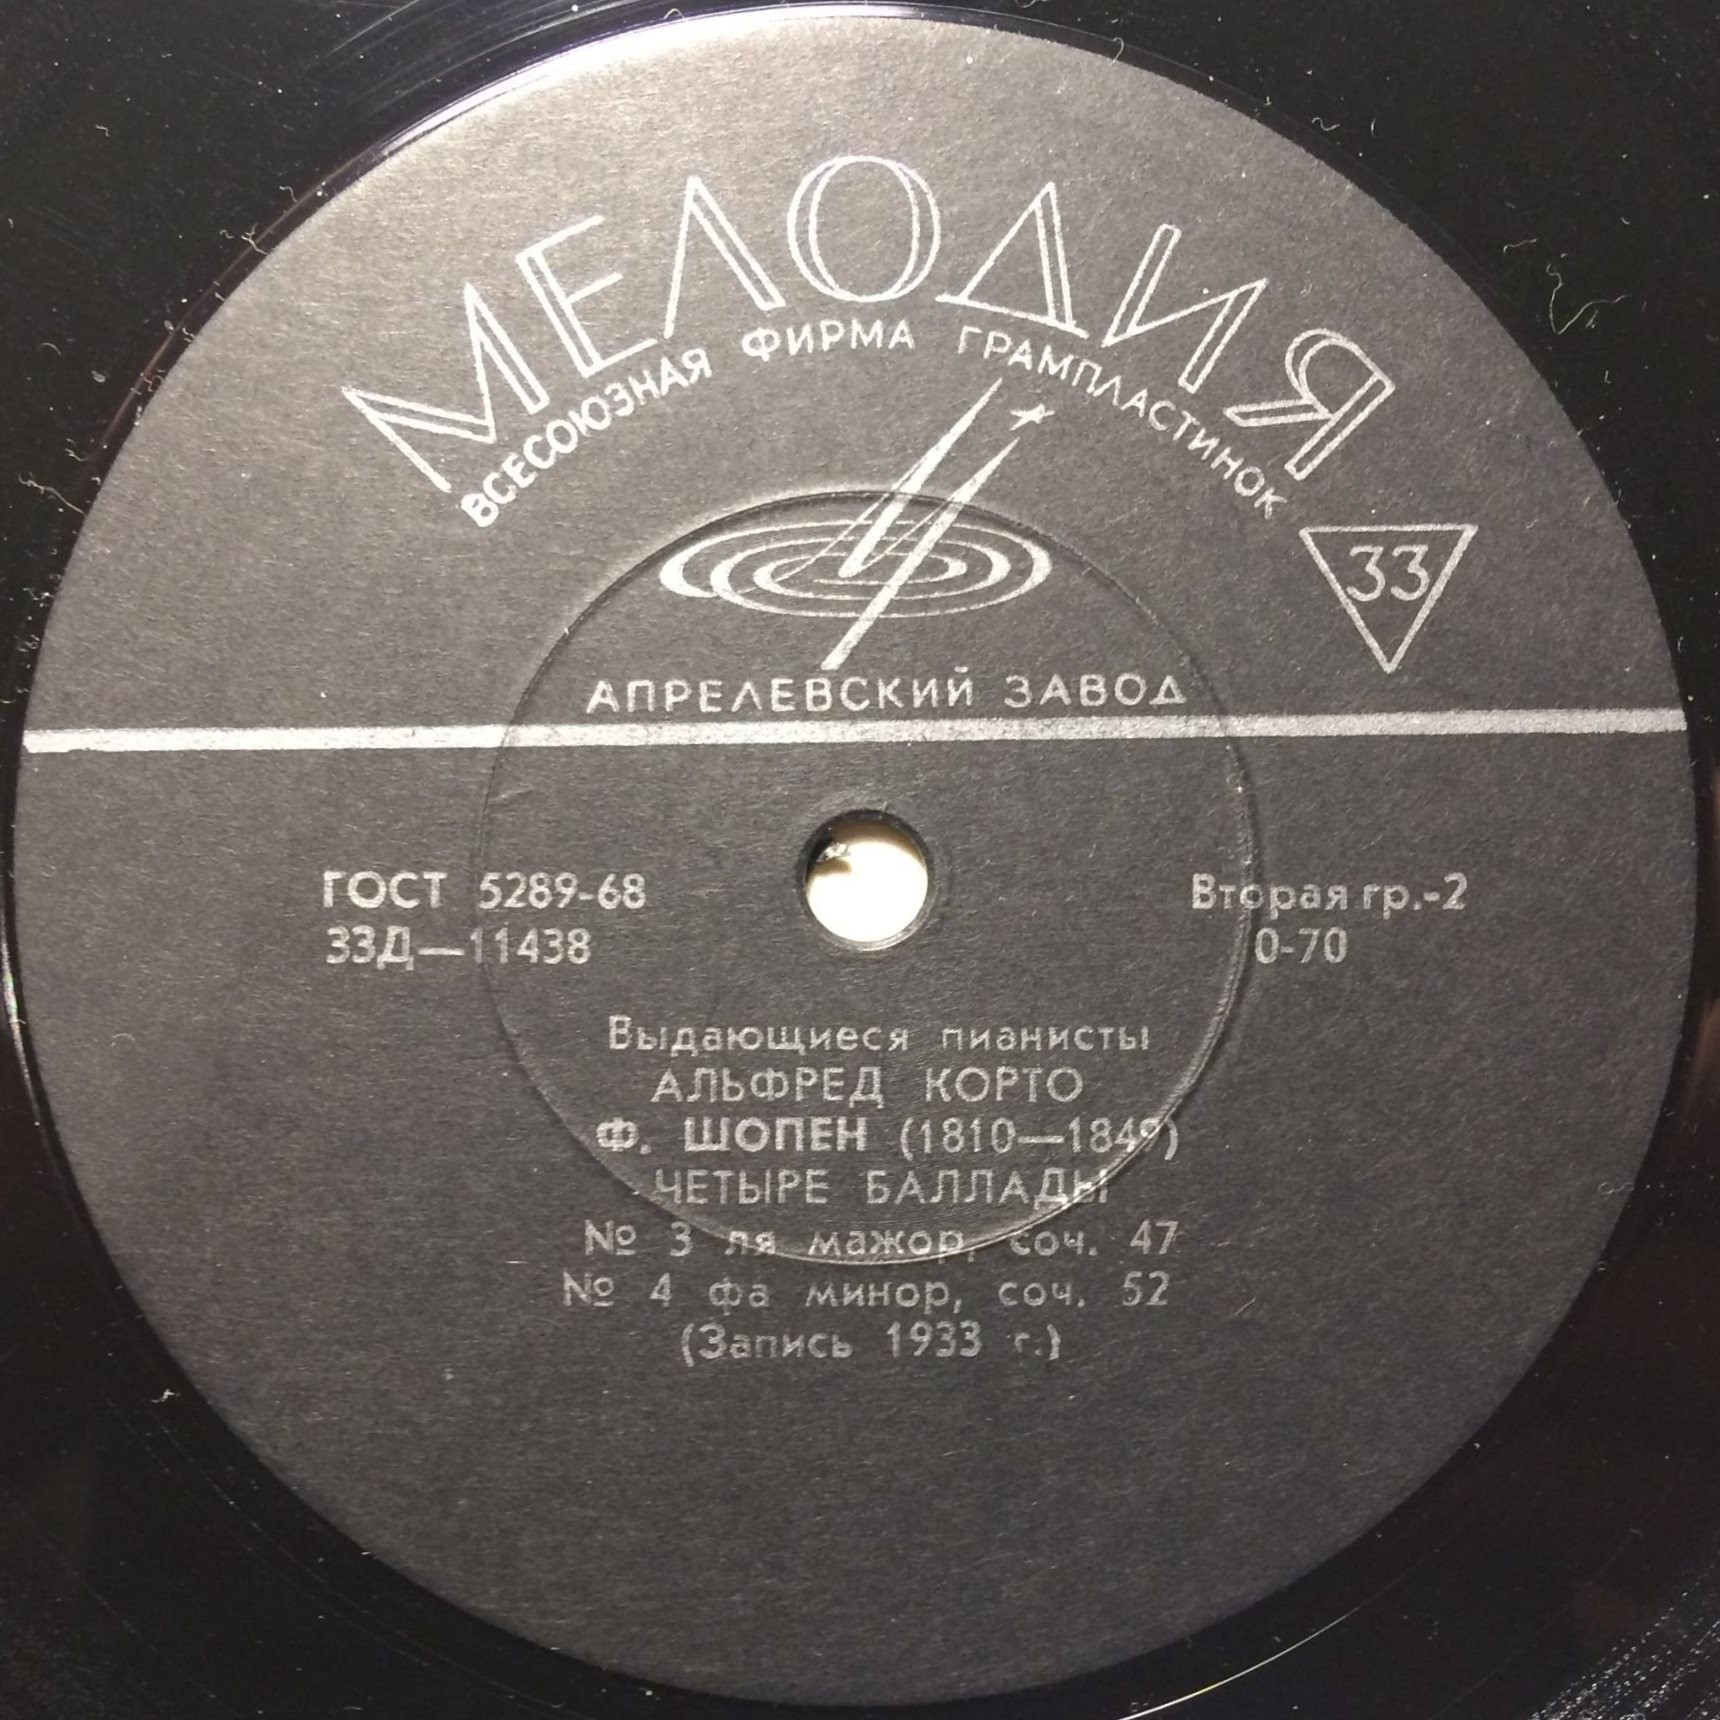 МЕЛОДИЯ
ВСЕСОЮЗНАЯ ФИРМА ГРАМПЛАСТИНОК
33
АПРЕЛЕВСКИЙ ЗАВОД
ГОСТ 5289-68
Вторая гр.-2
33Д—11438
0-70
Выдающиеся пианисты
АЛЬФРЕД КОРТО
Ф. ШОПЕН (1810—1849)
ЧЕТЫРЕ БАЛЛАДЫ
№ 3 ля мажор, соч. 47
№ 4 фа минор, соч. 52
(Запись 1933 г.)